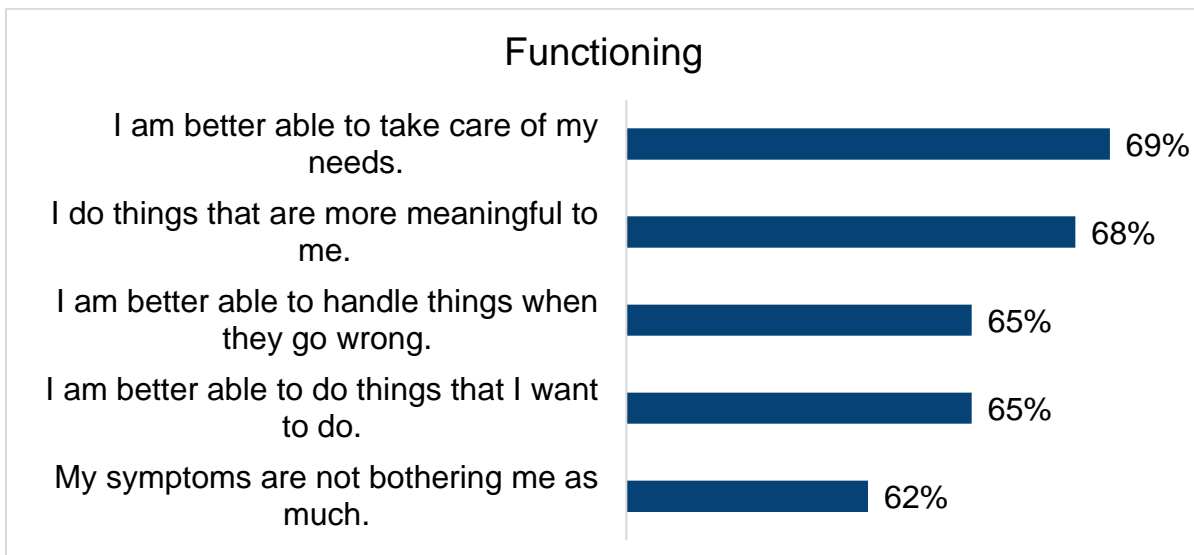 Functioning
I am better able to take care of my
needs.
69%
I do things that are more meaningful to
me.
68%
I am better able to handle things when
they go wrong.
65%
I am better able to do things that I want
to do.
65%
My symptoms are not bothering me as
much.
62%